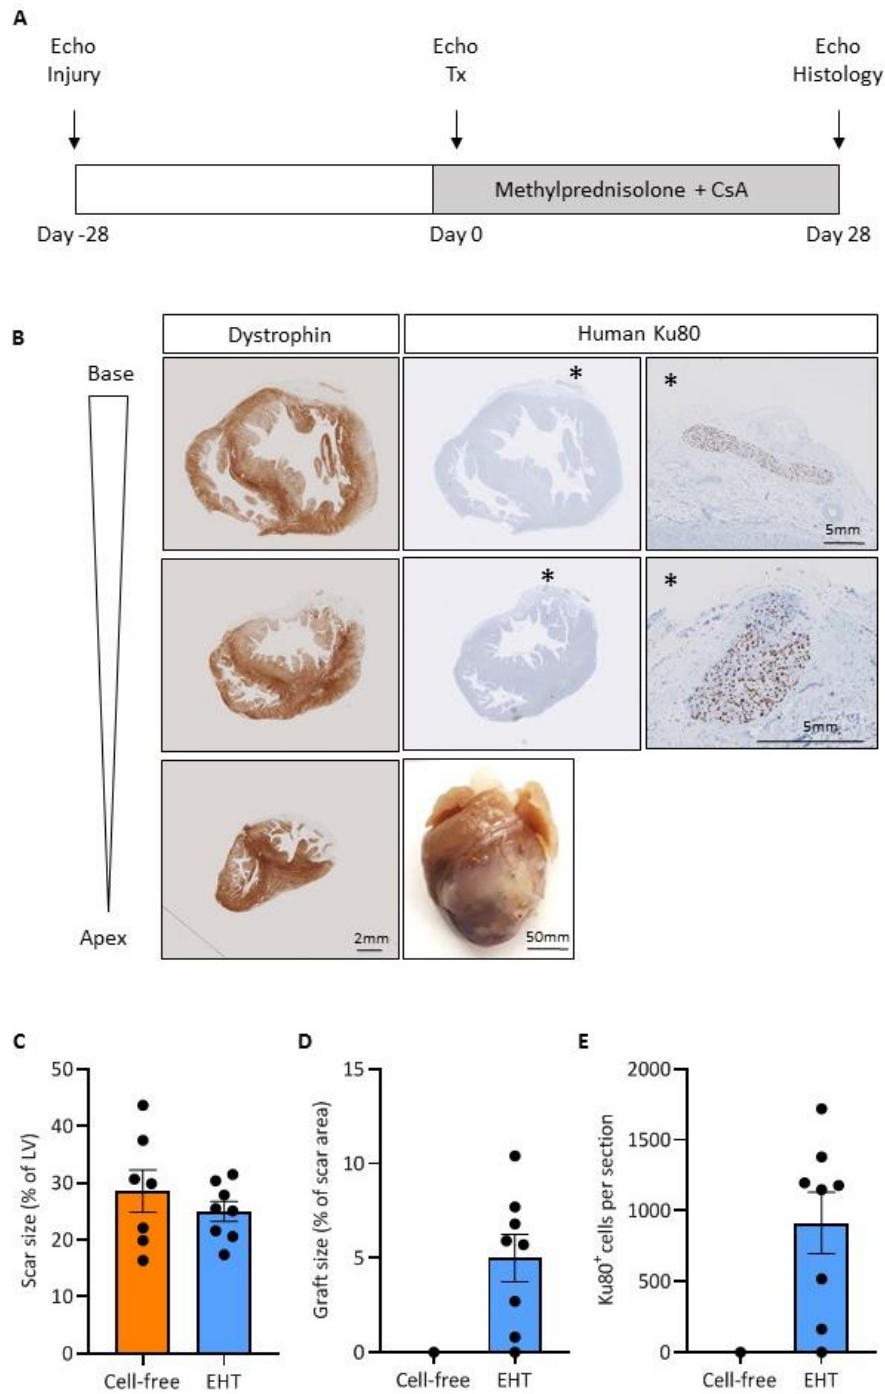 A
Echo
Injury
Echo
Tx
Echo
Histology
Methylprednisolone + CsA
Day -28
Day 0
Day 28
B
Dystrophin
Human Ku80
Base
*
*
5mm
*
*
5mm
Apex
2mm
50mm
C
Scar size (% of LV)
50
40
30
20
10
0
Cell-free
EHT
D
Graft size (% of scar area)
15
10
5
0
Cell-free
EHT
E
Ku80⁺ cells per section
2000
1500
1000
500
0
Cell-free
EHT